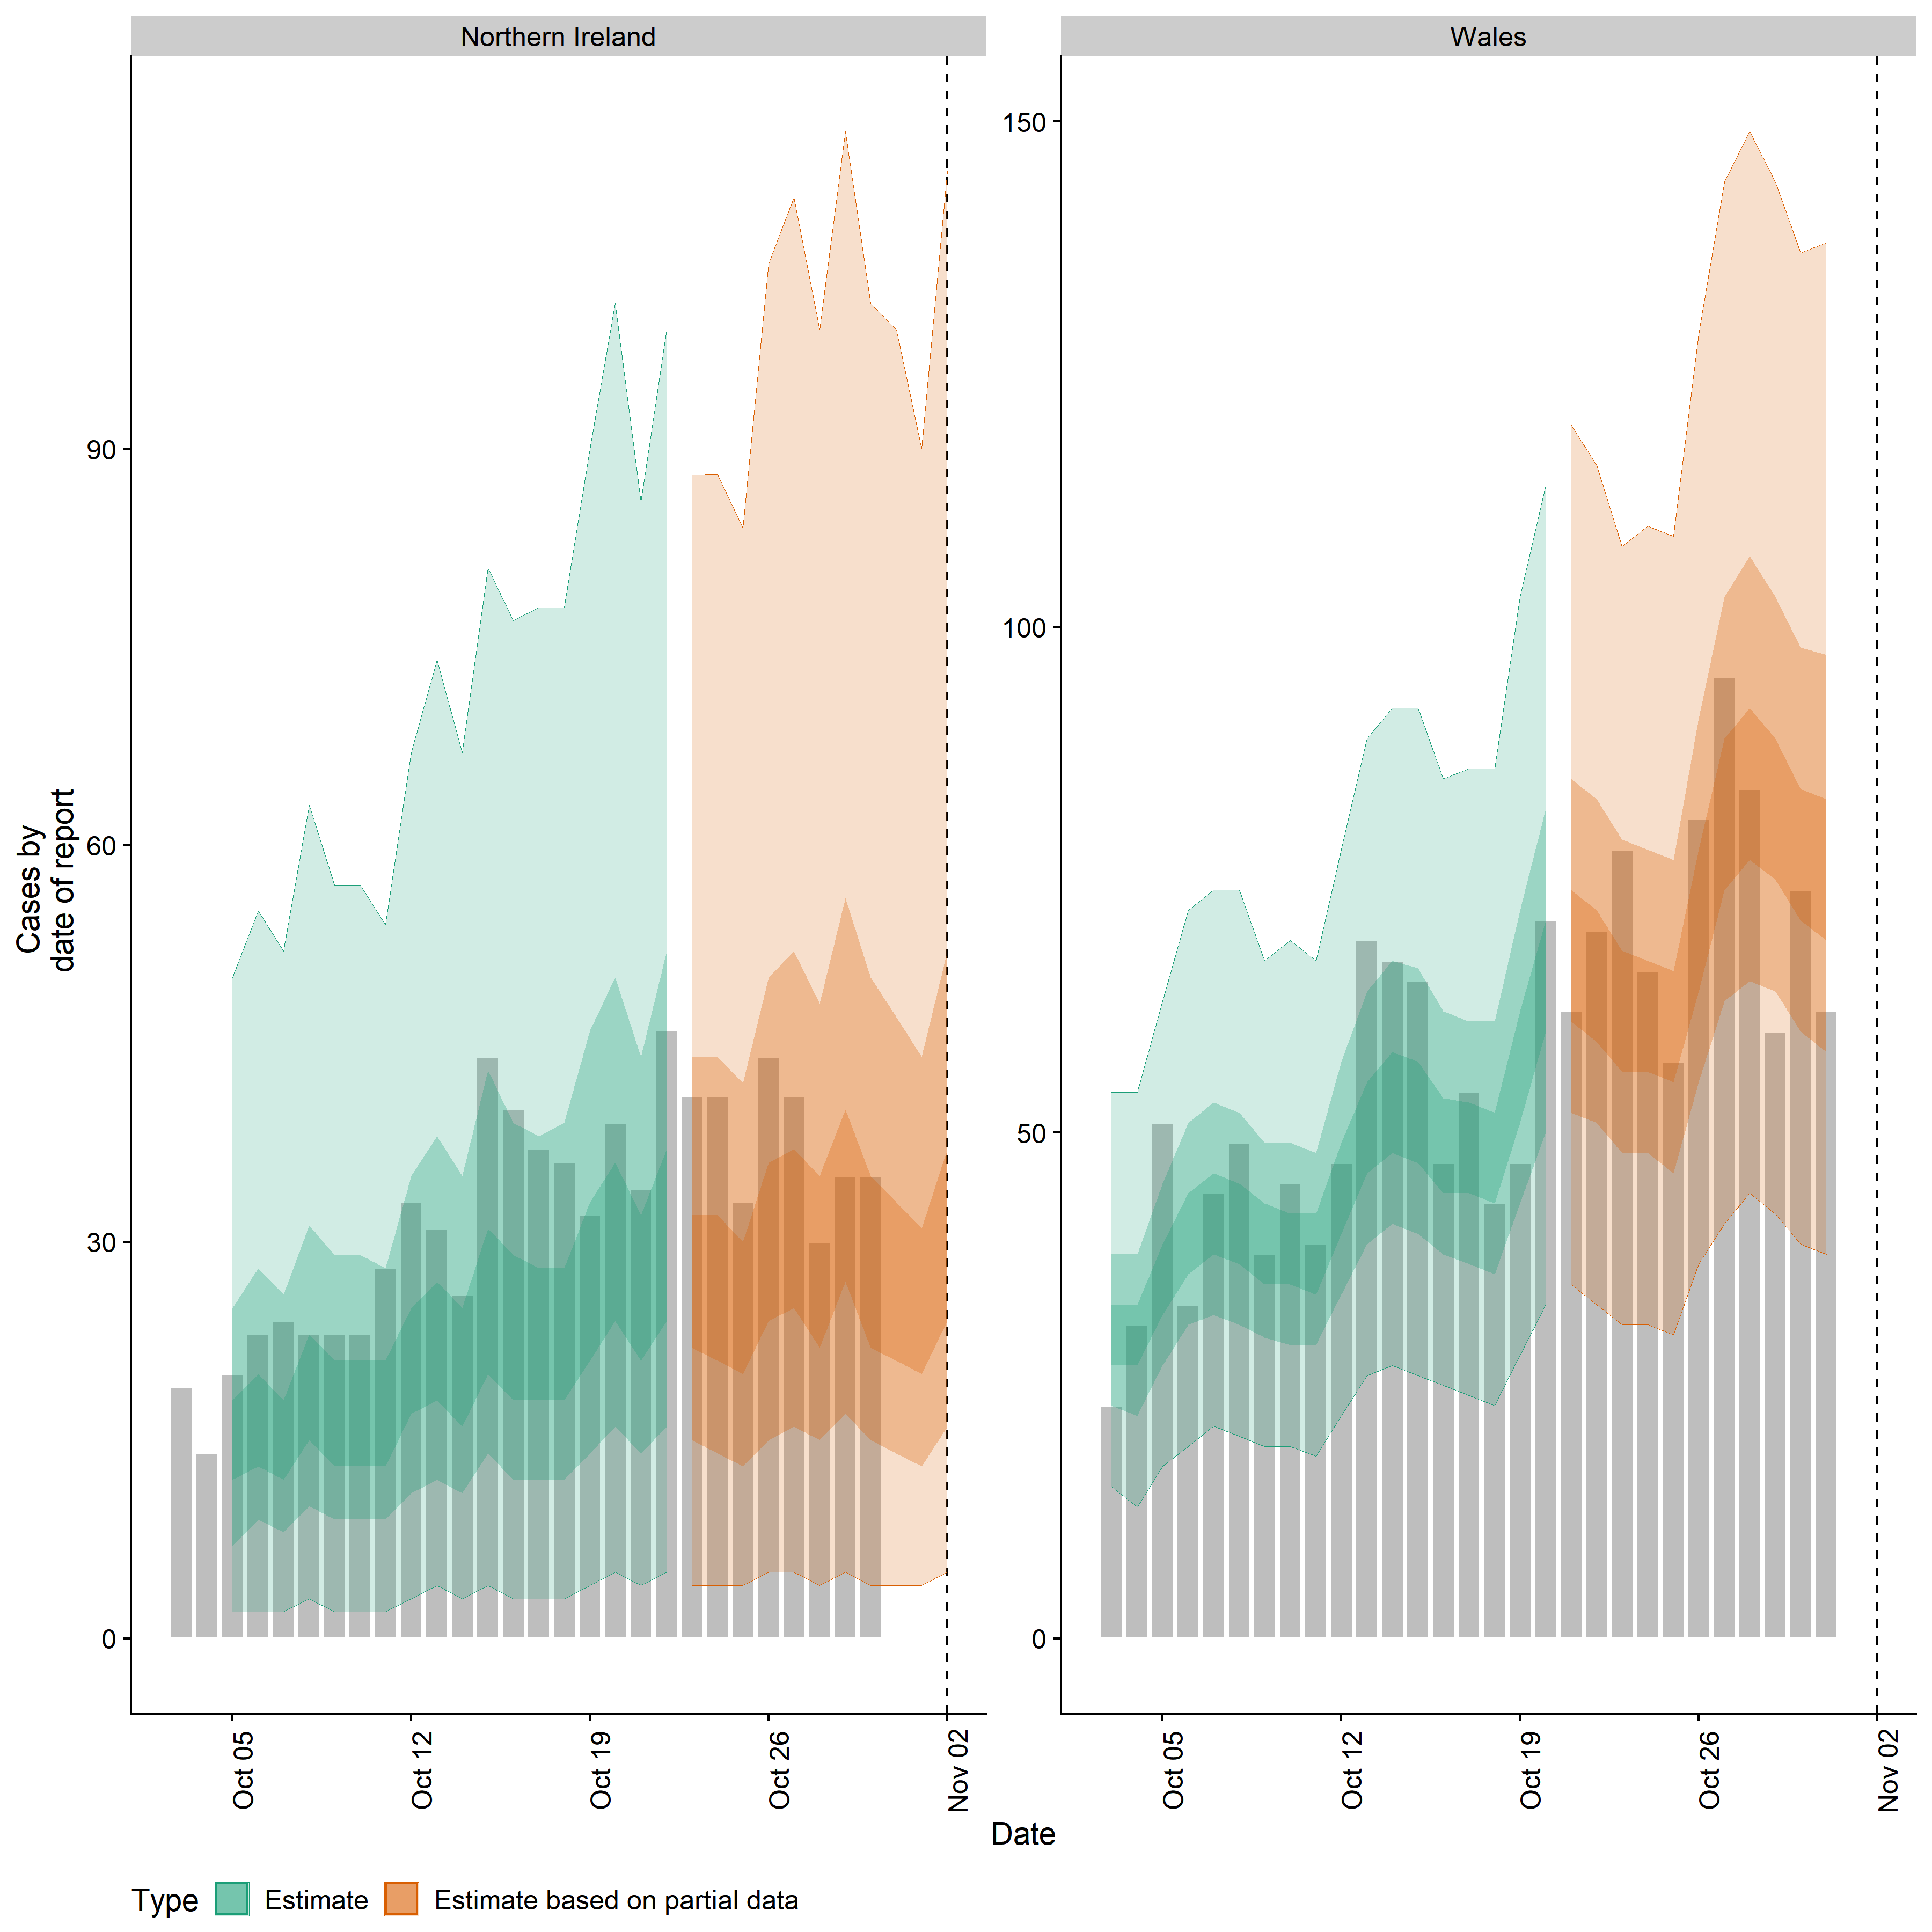 Northern Ireland
Wales
Cases by
date of report
90
60
30
0
150
100
50
0
Oct 05
Oct 12
Oct 19
Oct 26
Nov 02
Oct 05
Oct 12
Oct 19
Oct 26
Nov 02
Date
Type
Estimate
Estimate based on partial data